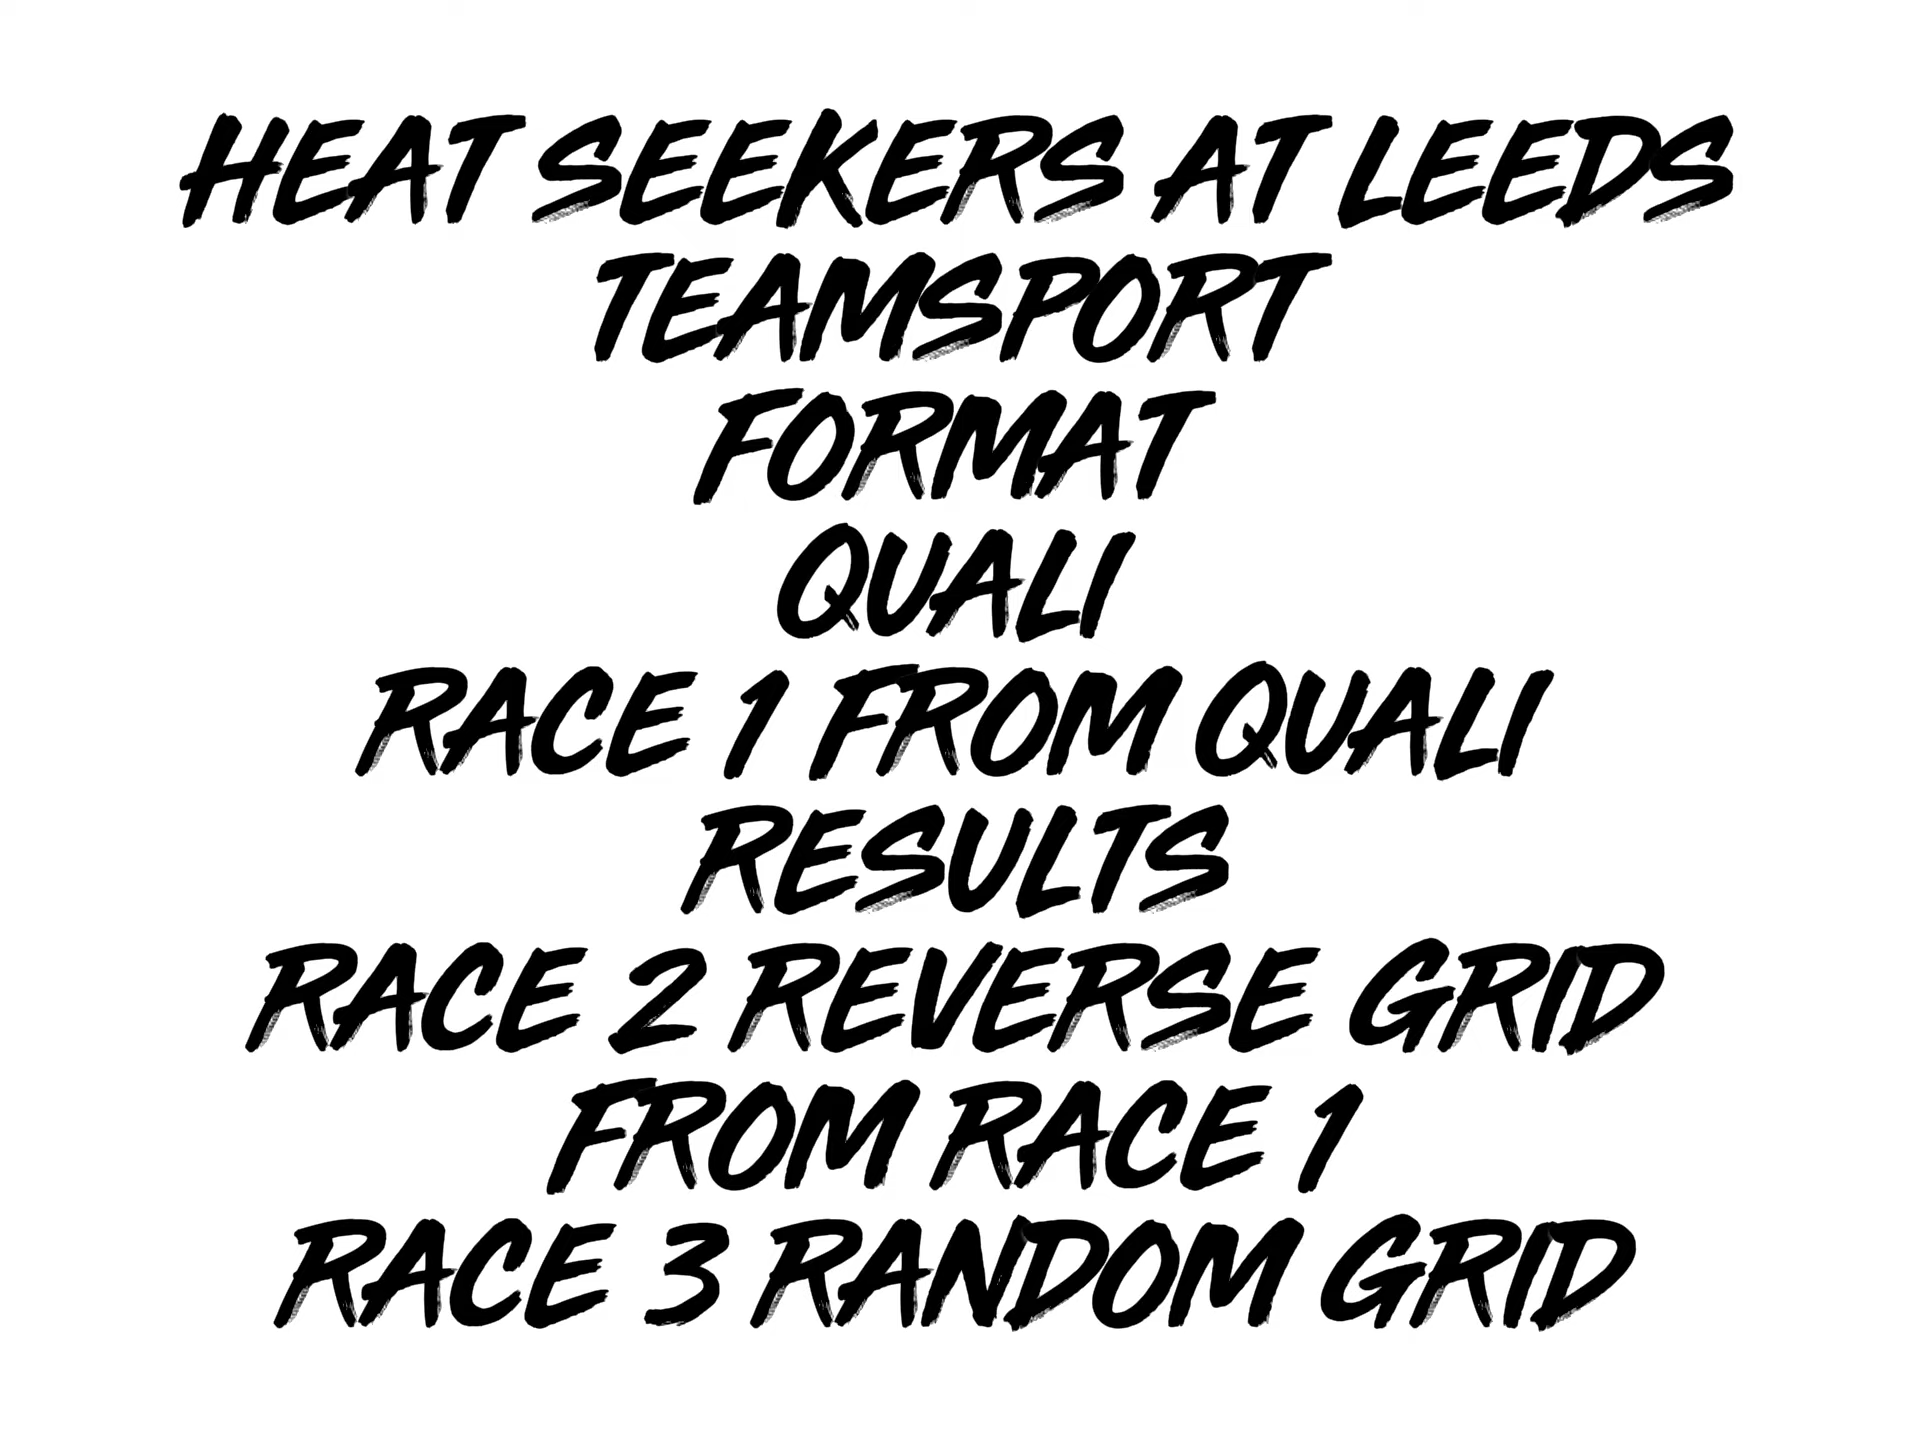 HEAT SEEKERS AT LEEDS
TEAMSPORT
FORMAT
QUALI
RACE 1 FROM QUALI
RESULTS
RACE 2 REVERSE GRID
FROM RACE 1
RACE 3 RANDOM GRID